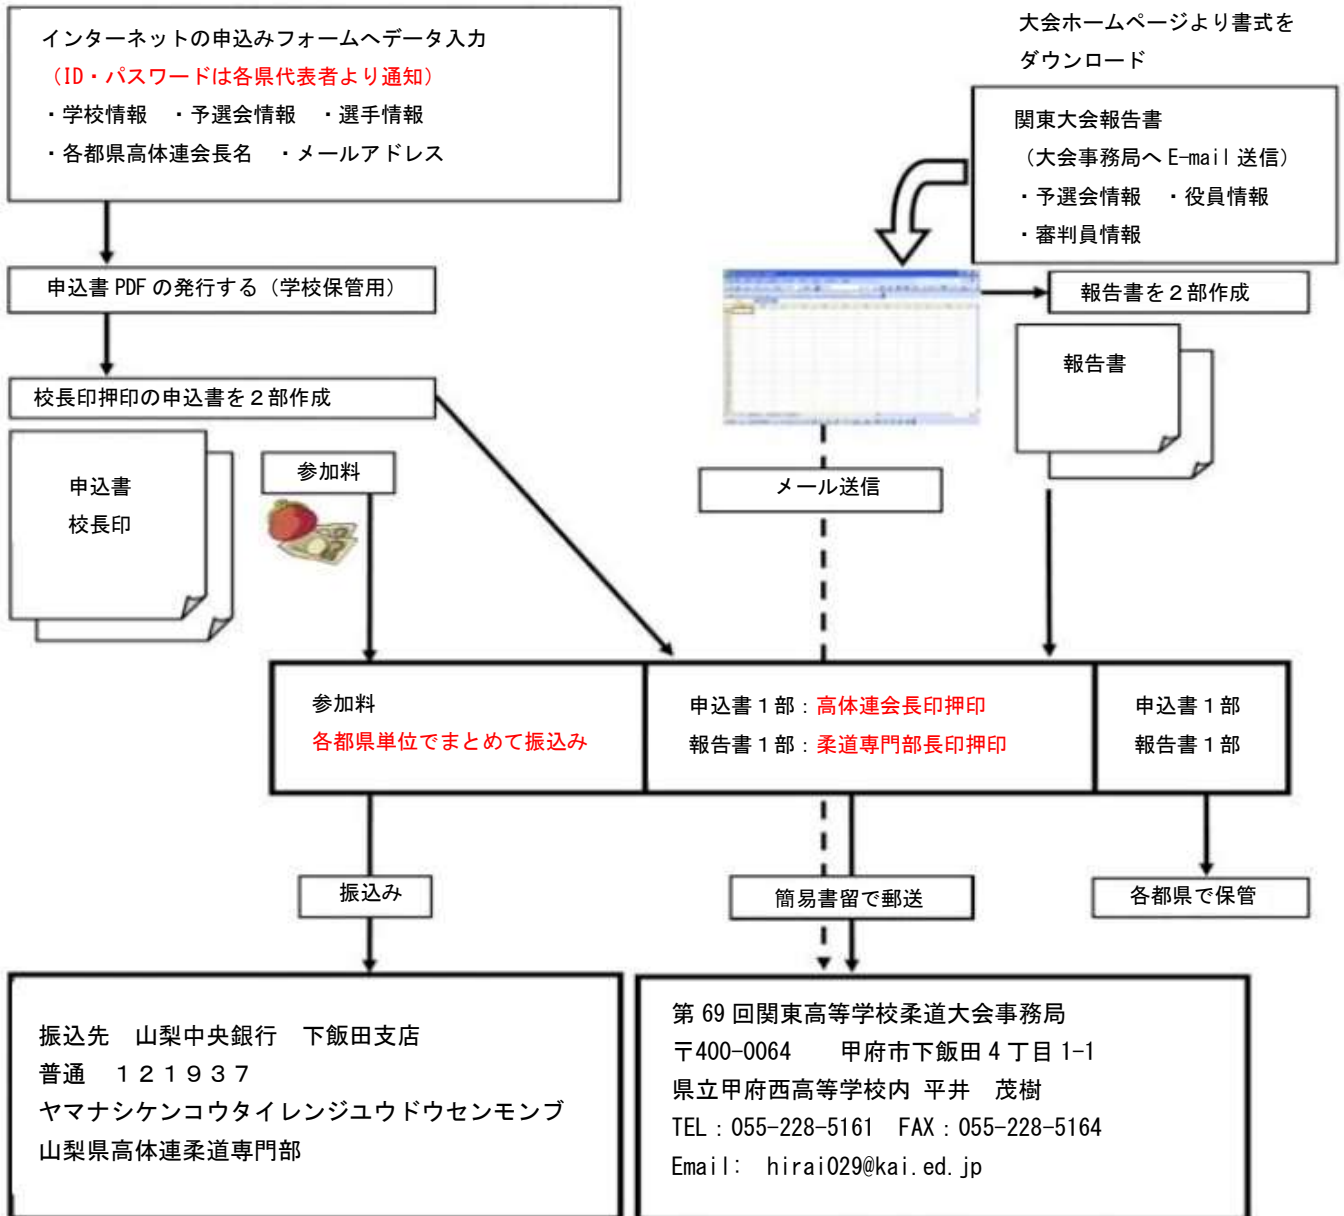 インターネットの申込みフォームへデータ入力
（ID・パスワードは各県代表者より通知）
・学校情報　・予選会情報　・選手情報
・各都県高体連会長名　・メールアドレス
大会ホームページより書式を
ダウンロード
関東大会報告書
（大会事務局へ E-mail 送信）
・予選会情報　・役員情報
・審判員情報
申込書 PDF の発行する（学校保管用）
報告書を２部作成
報告書
校長印押印の申込書を２部作成
申込書
校長印
参加料
メール送信
参加料
各都県単位でまとめて振込み
申込書１部：高体連会長印押印
報告書１部：柔道専門部長印押印
申込書１部
報告書１部
振込み
簡易書留で郵送
各都県で保管
振込先　山梨中央銀行　下飯田支店
普通　１２１９３７
ヤマナシケンコウタイレンジユウドウセンモンブ
山梨県高体連柔道専門部
第 69 回関東高等学校柔道大会事務局
〒400-0064　　甲府市下飯田 4 丁目 1-1
県立甲府西高等学校内 平井　茂樹
TEL：055-228-5161　FAX：055-228-5164
Email:　hirai029@kai.ed.jp